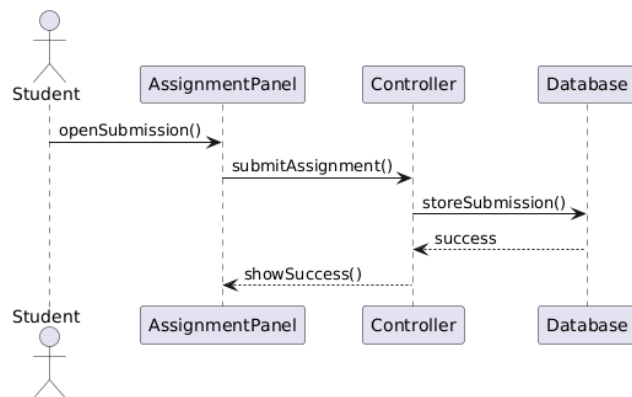 Student
AssignmentPanel
Controller
Database
openSubmission()
submitAssignment()
storeSubmission()
success
showSuccess()
Student
AssignmentPanel
Controller
Database